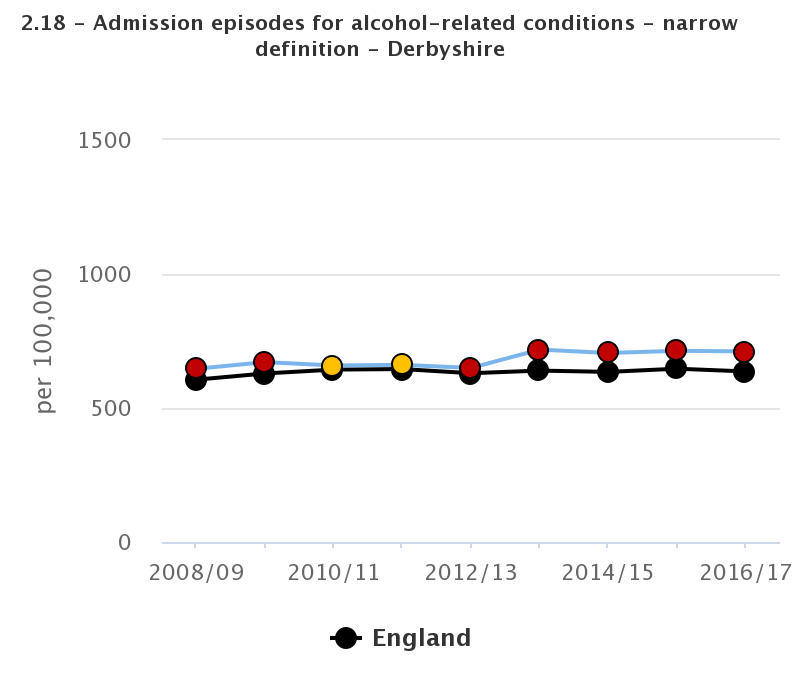 2.18 – Admission episodes for alcohol-related conditions – narrow
definition – Derbyshire
1500
1000
500
0
per 100,000
2008/09
2010/11
2012/13
2014/15
2016/17
England